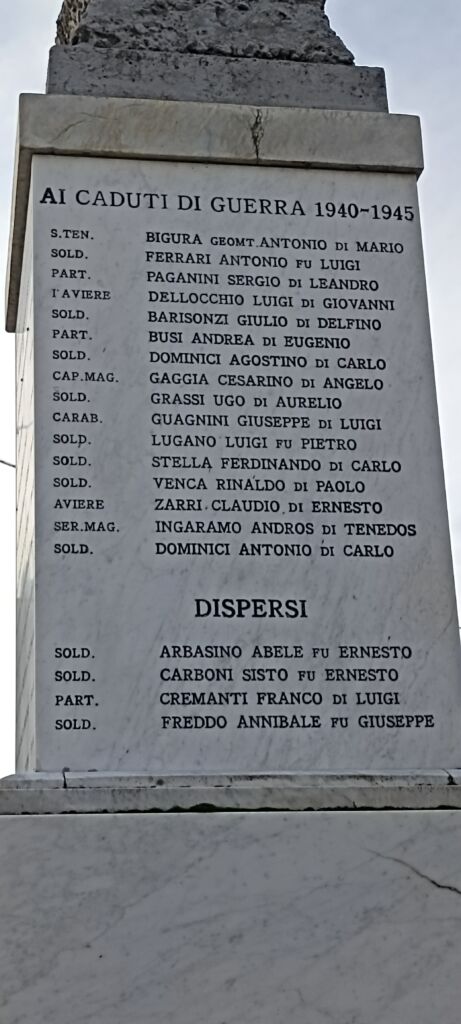 AI CADUTI DI GUERRA 1940-1945
S.TEN. BIGURA GEOMT. ANTONIO DI MARIO
SOLD. FERRARI ANTONIO FU LUIGI
PART. PAGANINI SERGIO DI LEANDRO
I'AVIERE DELLOCCHIO LUIGI DI GIOVANNI
SOLD. BARISONZI GIULIO DI DELFINO
PART. BUSI ANDREA DI EUGENIO
SOLD. DOMINICI AGOSTINO DI CARLO
CAP.MAG. GAGGIA CESARINO DI ANGELO
SOLD. GRASSI UGO DI AURELIO
CARAB. GUAGNINI GIUSEPPE DI LUIGI
SOLD. LUGANO LUIGI FU PIETRO
SOLD. STELLA FERDINANDO DI CARLO
SOLD. VENCA RINALDO DI PAOLO
AVIERE ZARRI CLAUDIO DI ERNESTO
SER.MAG. INGARAMO ANDROS DI TENEDOS
SOLD. DOMINICI ANTONIO DI CARLO
DISPERSI
SOLD. ARBASINO ABELE FU ERNESTO
SOLD. CARBONI SISTO FU ERNESTO
PART. CREMANTI FRANCO DI LUIGI
SOLD. FREDDO ANNIBALE FU GIUSEPPE